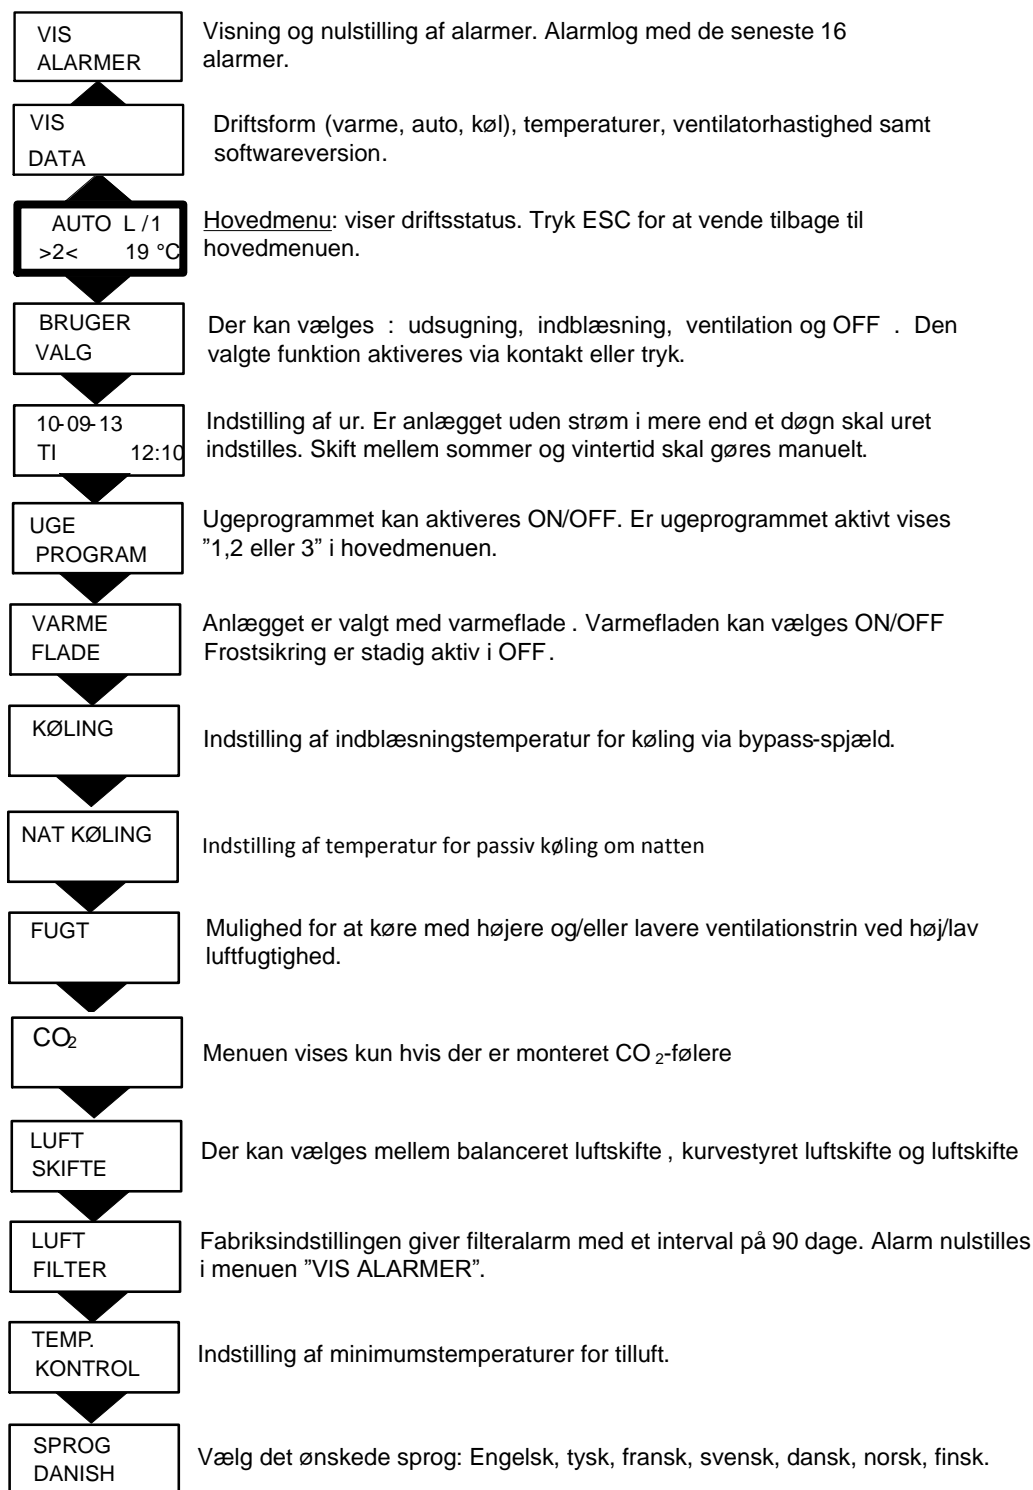 VIS
ALARMER
Visning og nulstilling af alarmer. Alarmlog med de seneste 16
alarmer.
VIS
DATA
Driftsform (varme, auto, køl), temperaturer, ventilatorhastighed samt
softwareversion.
AUTO L /1
>2< 19 °C
Hovedmenu: viser driftsstatus. Tryk ESC for at vende tilbage til
hovedmenuen.
BRUGER
VALG
Der kan vælges : udsugning, indblæsning, ventilation og OFF . Den
valgte funktion aktiveres via kontakt eller tryk.
10-09-13
TI 12:10
Indstilling af ur. Er anlægget uden strøm i mere end et døgn skal uret
indstilles. Skift mellem sommer og vintertid skal gøres manuelt.
UGE
PROGRAM
Ugeprogrammet kan aktiveres ON/OFF. Er ugeprogrammet aktivt vises
”1,2 eller 3” i hovedmenuen.
VARME
FLADE
Anlægget er valgt med varmeflade . Varmefladen kan vælges ON/OFF
Frostsikring er stadig aktiv i OFF .
KØLING
Indstilling af indblæsningstemperatur for køling via bypass-spjæld.
NAT KØLING
Indstilling af temperatur for passiv køling om natten
FUGT
Mulighed for at køre med højere og/eller lavere ventilationstrin ved høj/lav
luftfugtighed.
CO₂
Menuen vises kun hvis der er monteret CO ₂-følere
LUFT
SKIFTE
Der kan vælges mellem balanceret luftskifte , kurvestyret luftskifte og luftskifte
LUFT
FILTER
Fabriksindstillingen giver filteralarm med et interval på 90 dage. Alarm nulstilles
i menuen ”VIS ALARMER”.
TEMP.
KONTROL
Indstilling af minimumstemperaturer for tilluft.
SPROG
DANISH
Vælg det ønskede sprog: Engelsk, tysk, fransk, svensk, dansk, norsk, finsk.